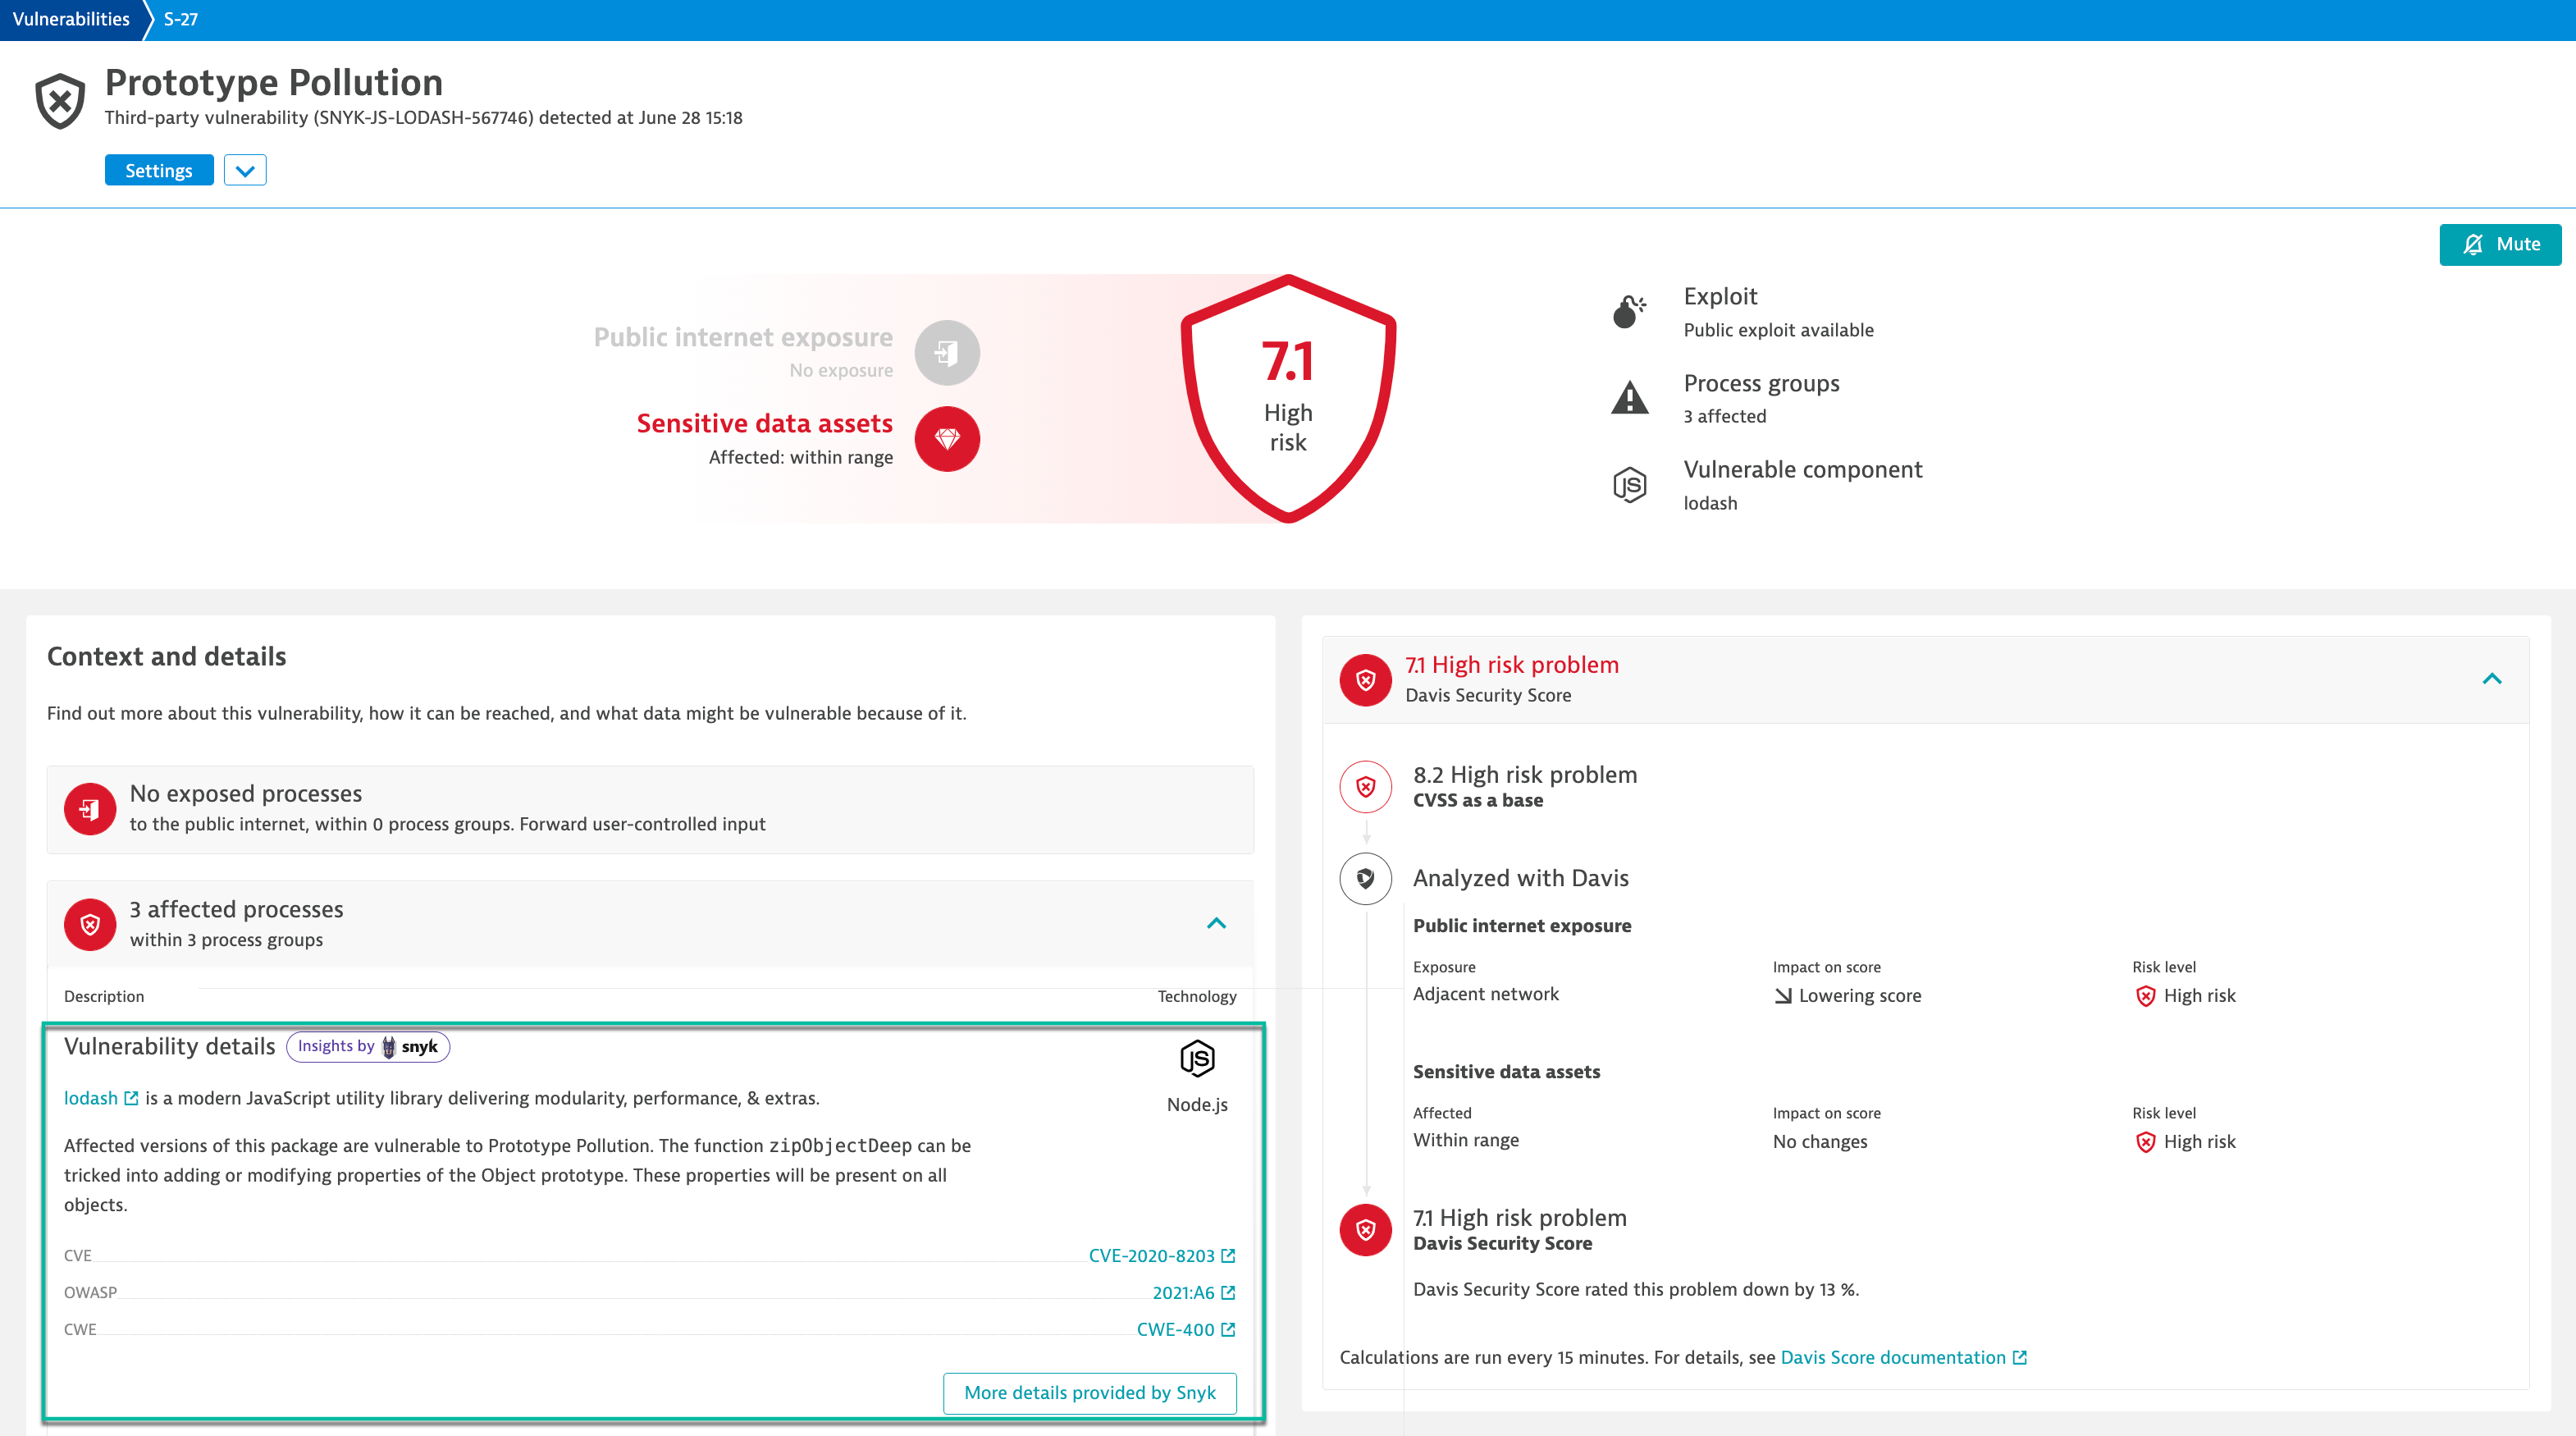 Vulnerabilities
S-27
Prototype Pollution
Third-party vulnerability (SNYK-JS-LODASH-567746) detected at June 28 15:18
Settings
Mute
Public internet exposure
No exposure
Sensitive data assets
Affected: within range
7.1
High
risk
Exploit
Public exploit available
Process groups
3 affected
JS
Vulnerable component
lodash
Context and details
Find out more about this vulnerability, how it can be reached, and what data might be vulnerable because of it.
No exposed processes
to the public internet, within 0 process groups. Forward user-controlled input
3 affected processes
within 3 process groups
Description
Technology
Vulnerability details
Insights by snyk
JS
Node.js
lodash is a modern JavaScript utility library delivering modularity, performance, & extras.
Affected versions of this package are vulnerable to Prototype Pollution. The function zipObjectDeep can be
tricked into adding or modifying properties of the Object prototype. These properties will be present on all
objects.
CVE CVE-2020-8203
OWASP 2021:A6
CWE CWE-400
More details provided by Snyk
7.1 High risk problem
Davis Security Score
8.2 High risk problem
CVSS as a base
Analyzed with Davis
Public internet exposure
Exposure Impact on score Risk level
Adjacent network Lowering score High risk
Sensitive data assets
Affected Impact on score Risk level
Within range No changes High risk
7.1 High risk problem
Davis Security Score
Davis Security Score rated this problem down by 13 %.
Calculations are run every 15 minutes. For details, see Davis Score documentation